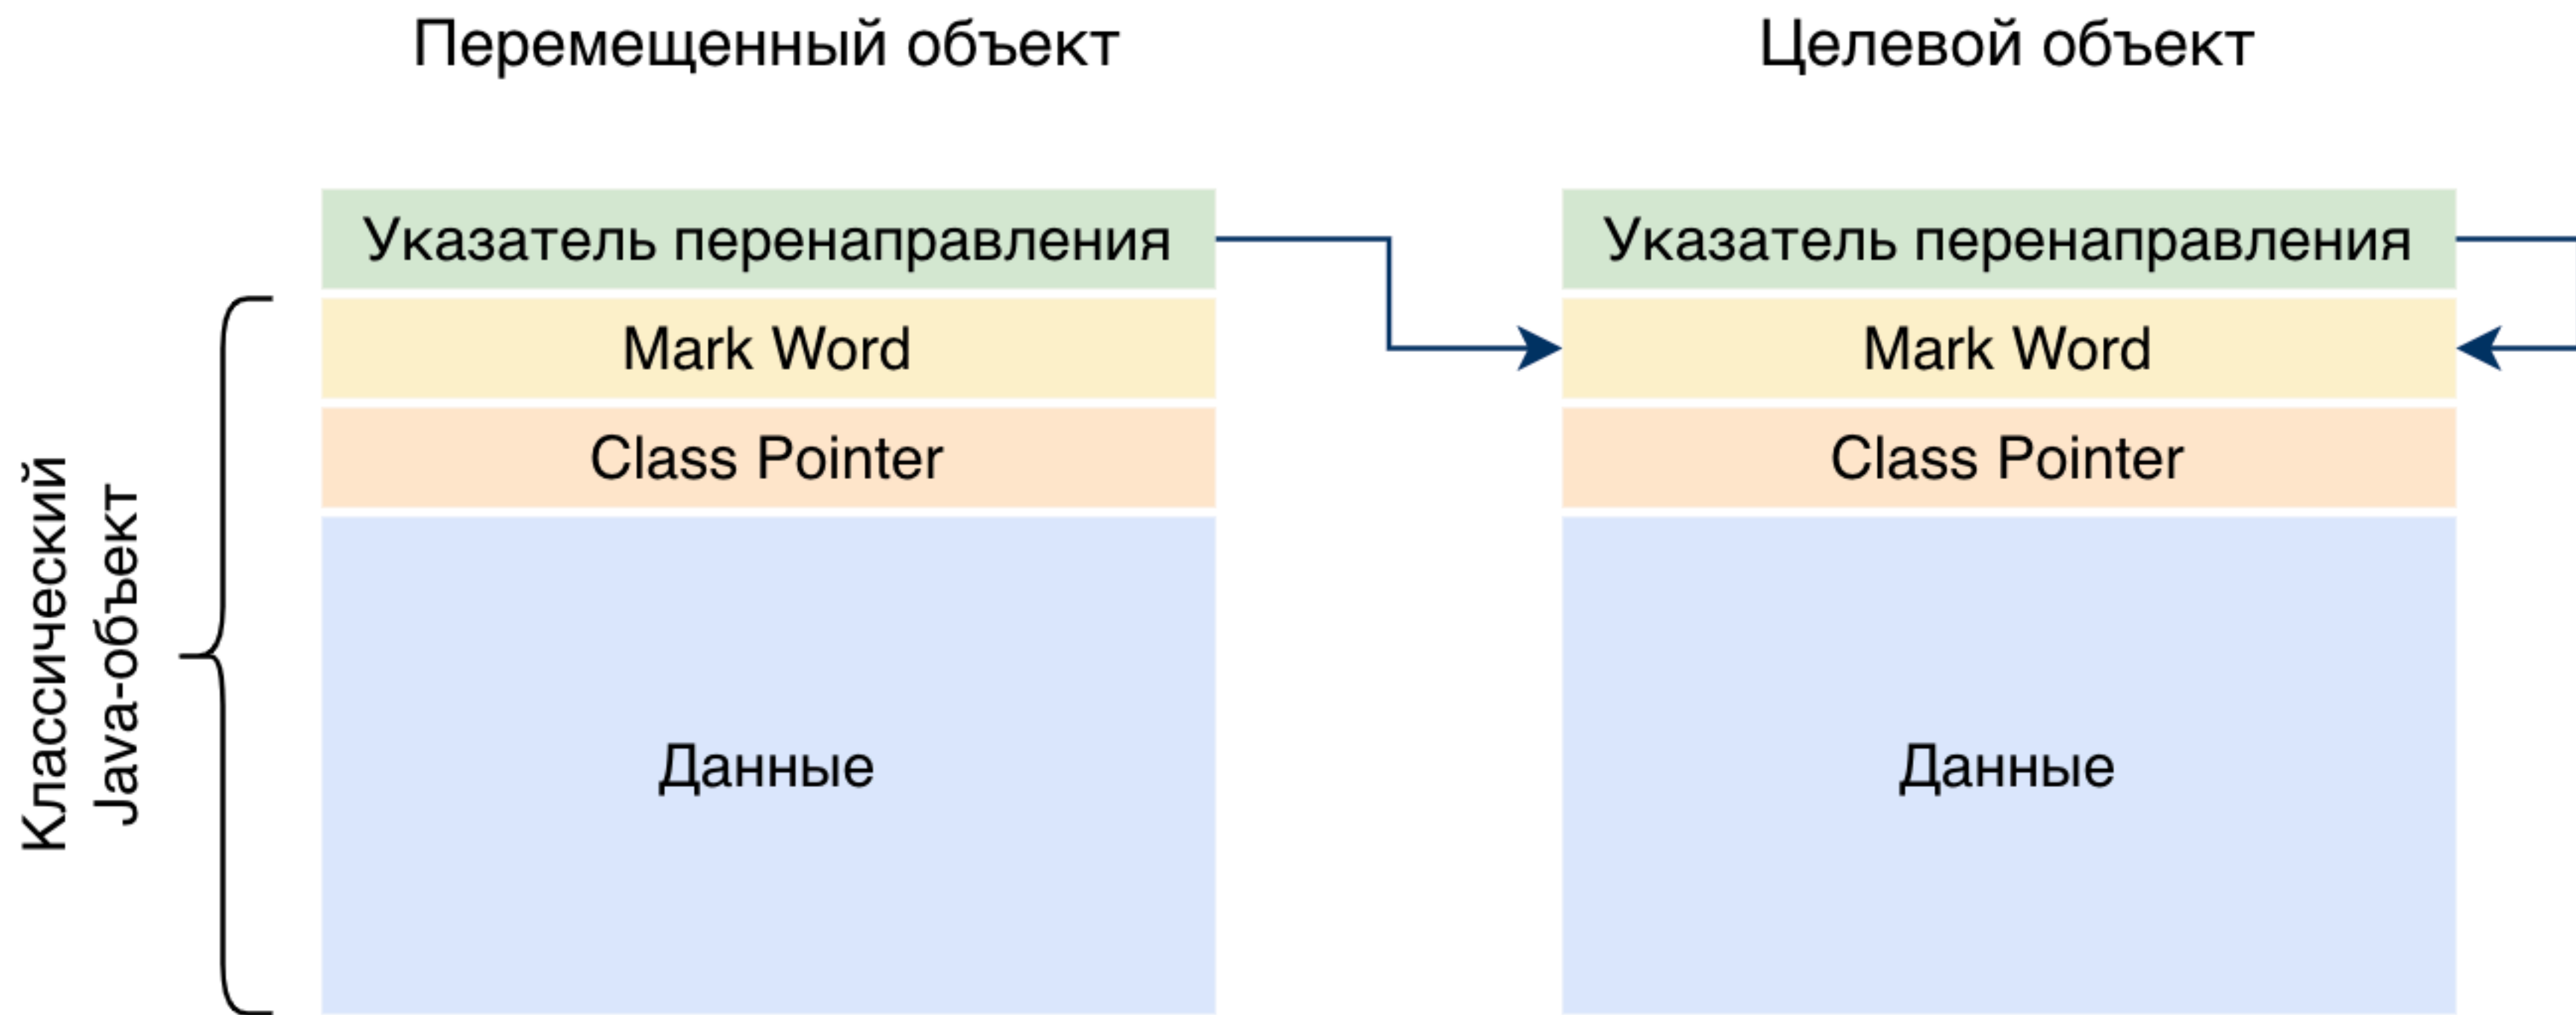 Перемещенный объект
Целевой объект
Указатель перенаправления
Указатель перенаправления
Mark Word
Mark Word
Class Pointer
Class Pointer
Классический
Java-объект
Данные
Данные